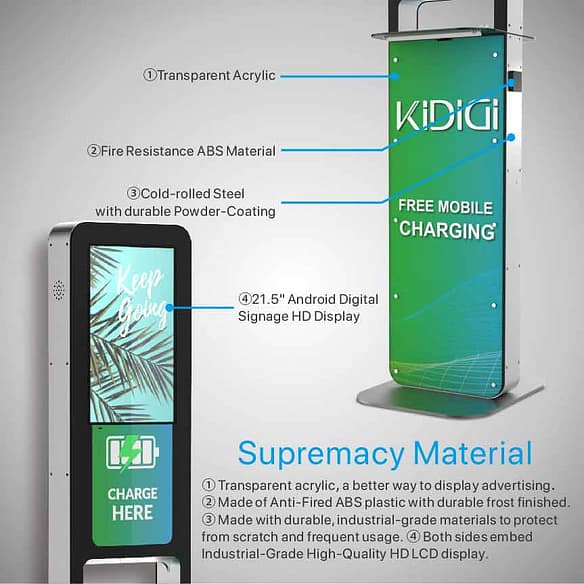 ①Transparent Acrylic
KiDIGI
②Fire Resistance ABS Material
③Cold-rolled Steel
with durable Powder-Coating
FREE MOBILE
CHARGING
Keep
Going
④21.5" Android Digital
Signage HD Display
CHARGE
HERE
Supremacy Material
① Transparent acrylic, a better way to display advertising.
② Made of Anti-Fired ABS plastic with durable frost finished.
③ Made with durable, industrial-grade materials to protect
from scratch and frequent usage. ④ Both sides embed
Industrial-Grade High-Quality HD LCD display.